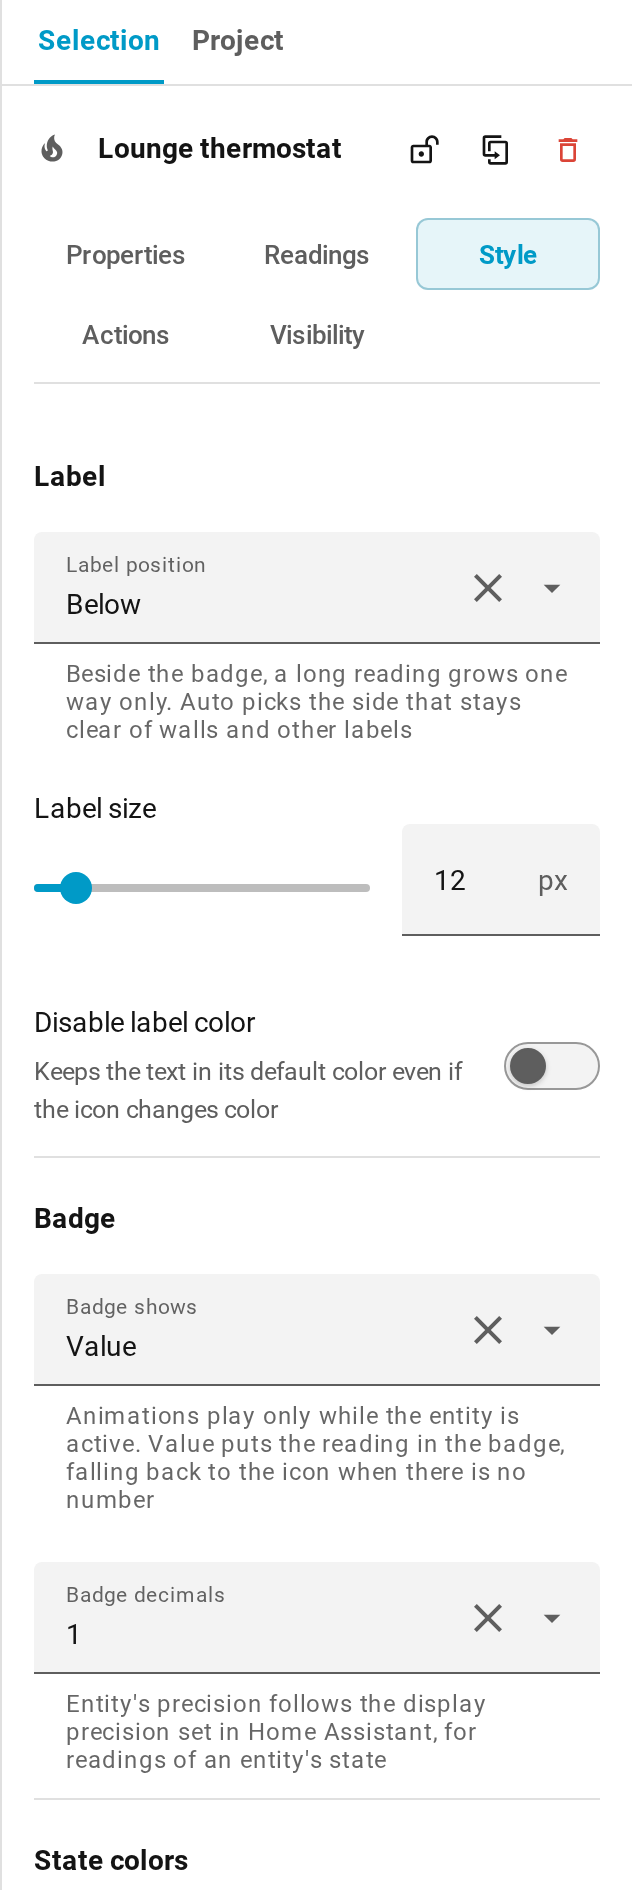 Selection Project
Lounge thermostat
Properties Readings Style
Actions Visibility
Label
Label position
Below
Beside the badge, a long reading grows one
way only. Auto picks the side that stays
clear of walls and other labels
Label size
12 px
Disable label color
Keeps the text in its default color even if
the icon changes color
Badge
Badge shows
Value
Animations play only while the entity is
active. Value puts the reading in the badge,
falling back to the icon when there is no
number
Badge decimals
1
Entity's precision follows the display
precision set in Home Assistant, for
readings of an entity's state
State colors